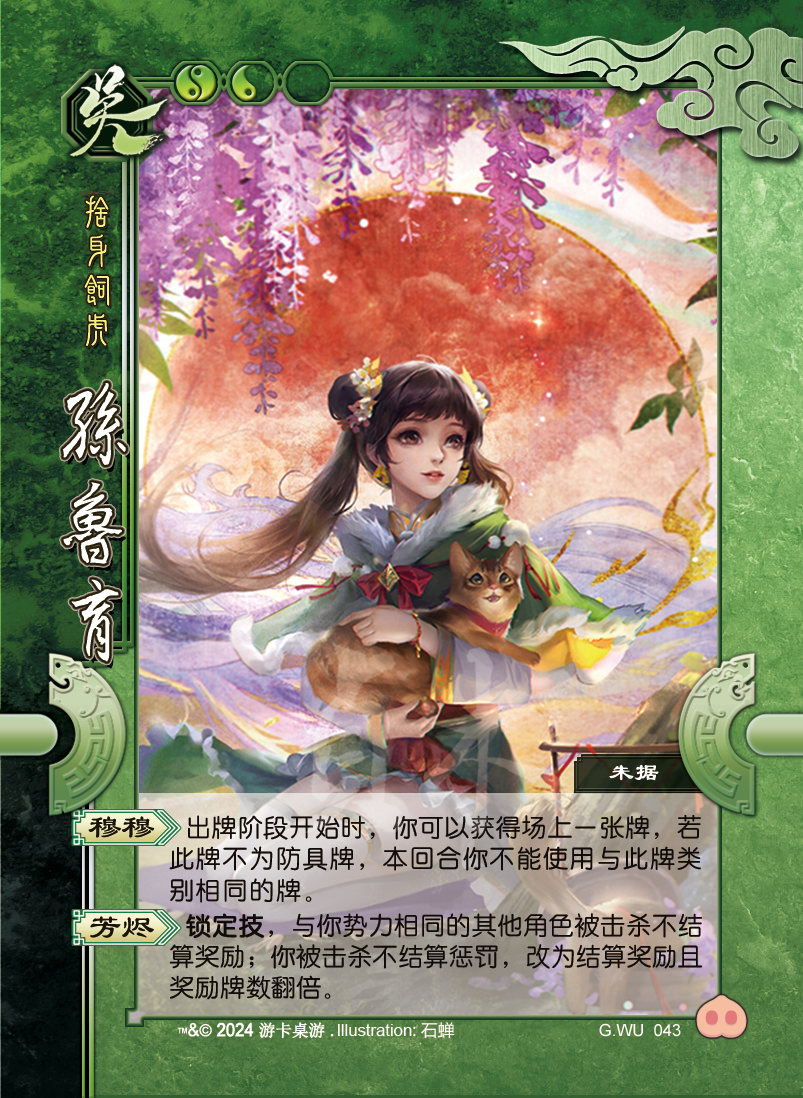 吴
捨身飼虎
孫魯育
朱据
穆穆
出牌阶段开始时，你可以获得场上一张牌，若
此牌不为防具牌，本回合你不能使用与此牌类
别相同的牌。
芳烬
锁定技，与你势力相同的其他角色被击杀不结
算奖励；你被击杀不结算惩罚，改为结算奖励且
奖励牌数翻倍。
™&© 2024 游卡桌游 . Illustration: 石蝉
G.WU 043